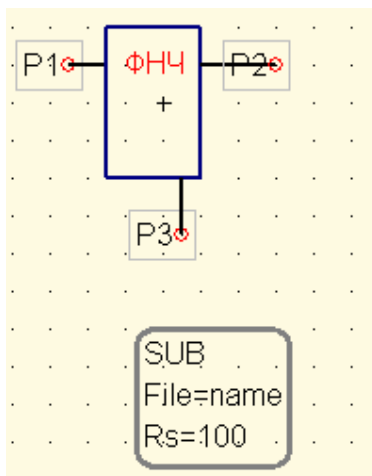 P1
ФНЧ
P2
P3
SUB
File=name
Rs=100